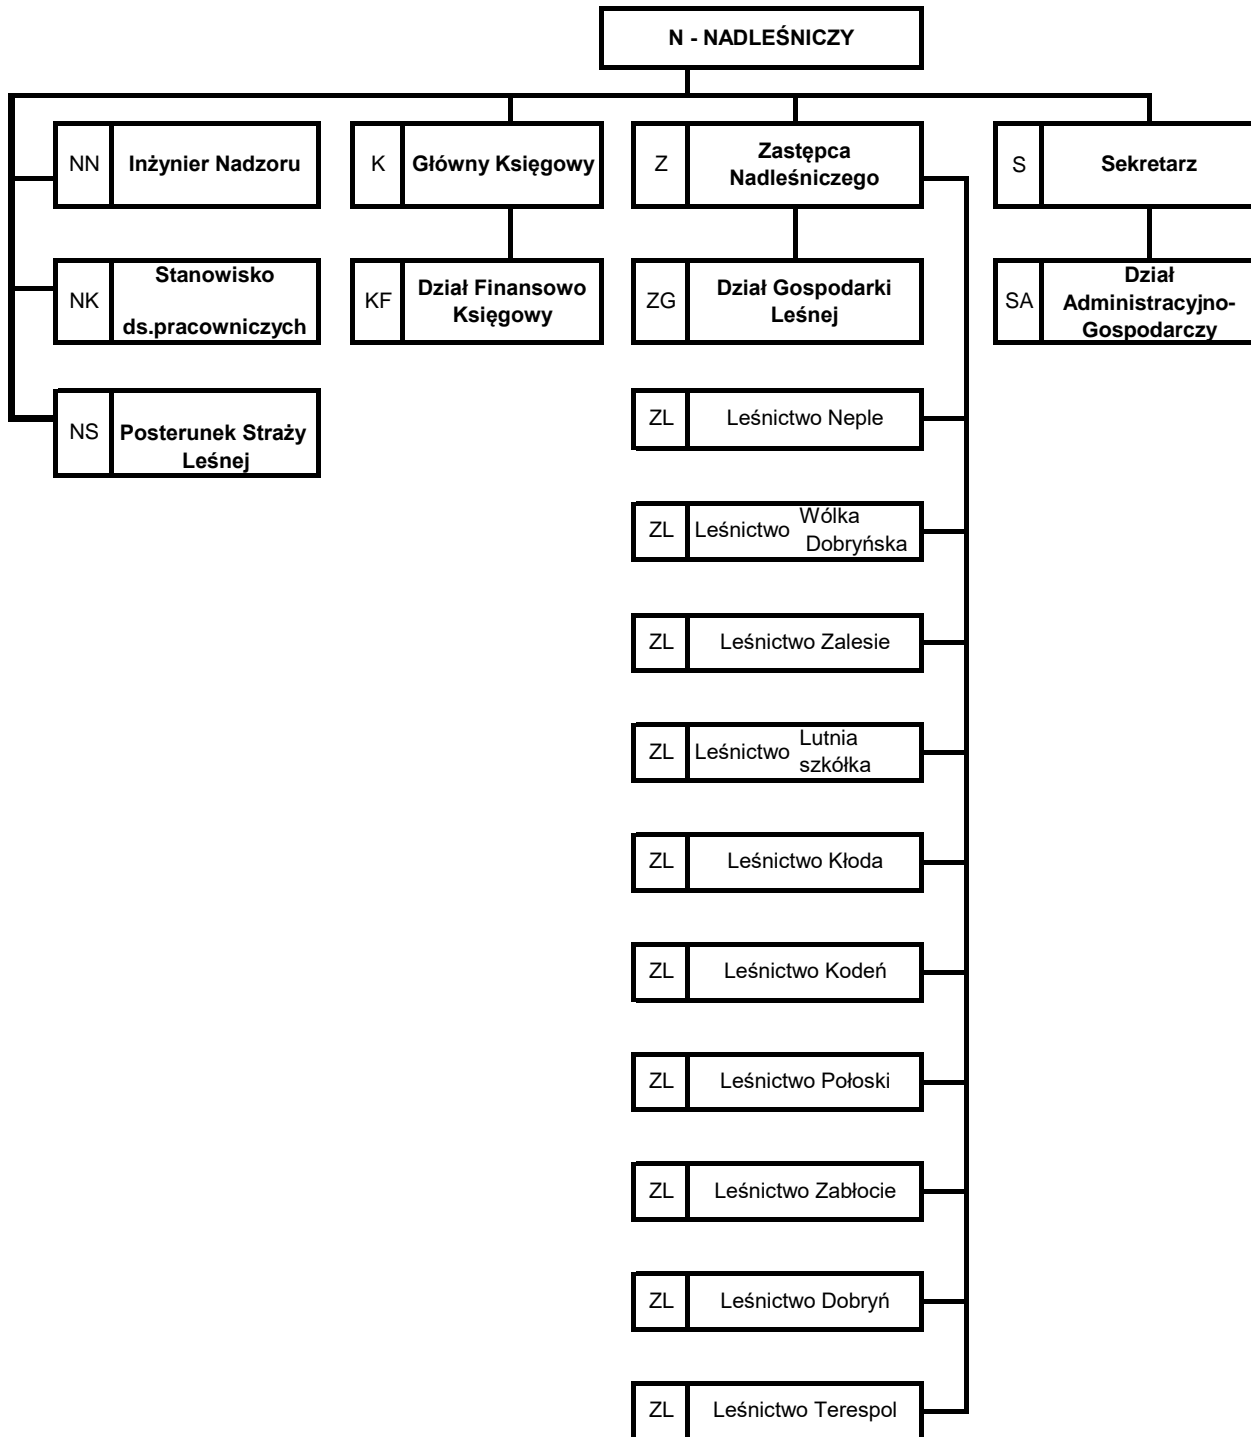 N - NADLEŚNICZY
NN
Inżynier Nadzoru
K
Główny Księgowy
Z
Zastępca
Nadleśniczego
S
Sekretarz
NK
Stanowisko
ds.pracowniczych
KF
Dział Finansowo
Księgowy
ZG
Dział Gospodarki
Leśnej
SA
Dział
Administracyjno-
Gospodarczy
NS
Posterunek Straży
Leśnej
ZL
Leśnictwo Neple
ZL
Leśnictwo
Wólka
Dobryńska
ZL
Leśnictwo Zalesie
ZL
Leśnictwo
Lutnia
szkółka
ZL
Leśnictwo Kłoda
ZL
Leśnictwo Kodeń
ZL
Leśnictwo Połoski
ZL
Leśnictwo Zabłocie
ZL
Leśnictwo Dobryń
ZL
Leśnictwo Terespol